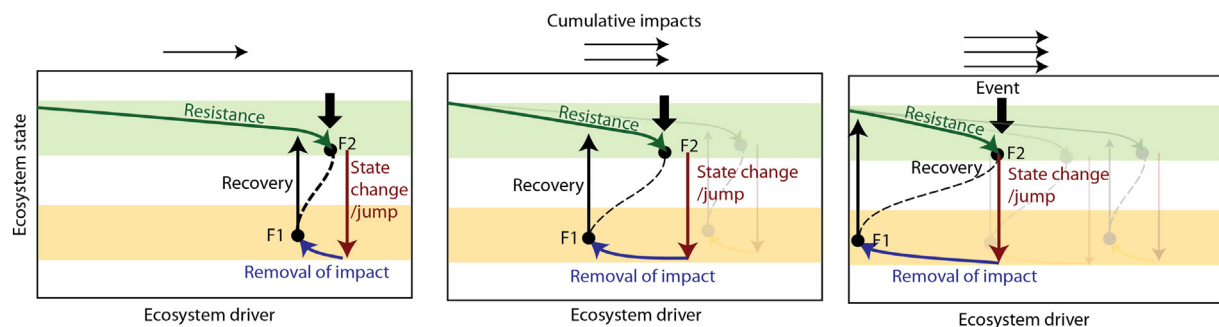 Cumulative impacts
Ecosystem state
Resistance
F2
Recovery
State
change
/jump
F1
Removal of impact
Ecosystem driver
Resistance
F2
Recovery
State change
/jump
F1
Removal of impact
Ecosystem driver
Event
Resistance
F2
Recovery
State change
/jump
F1
Removal of impact
Ecosystem driver